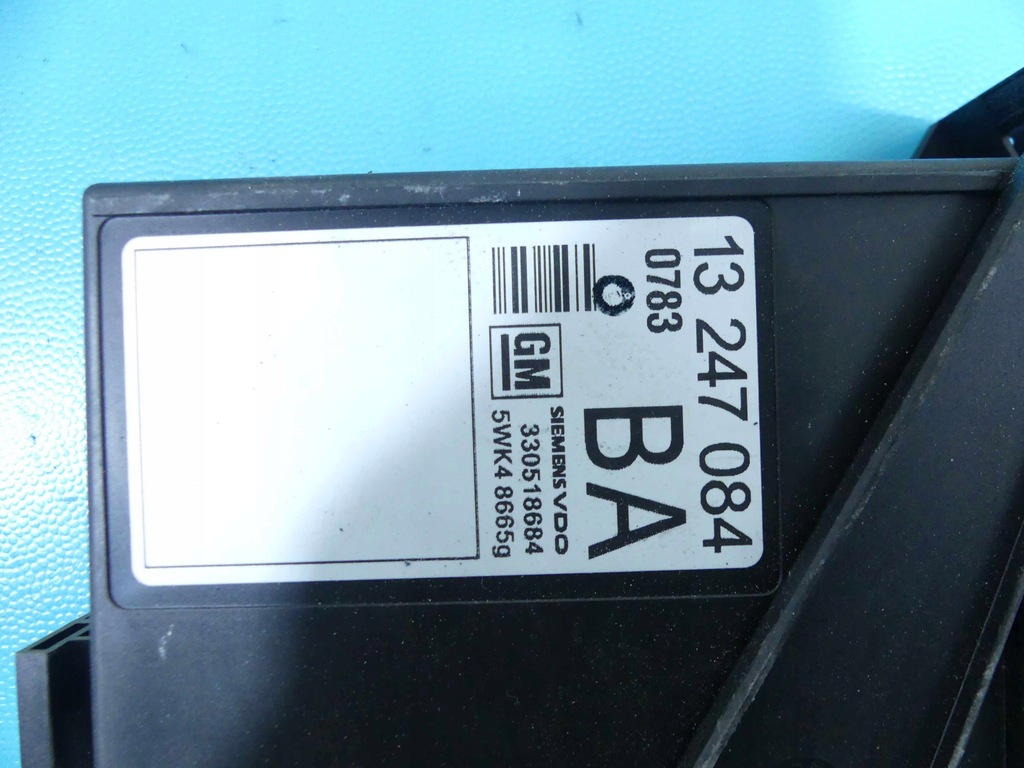 13 247 084
0783
BA
GM
SIEMENS VDO
330518684
5WK4 8665g